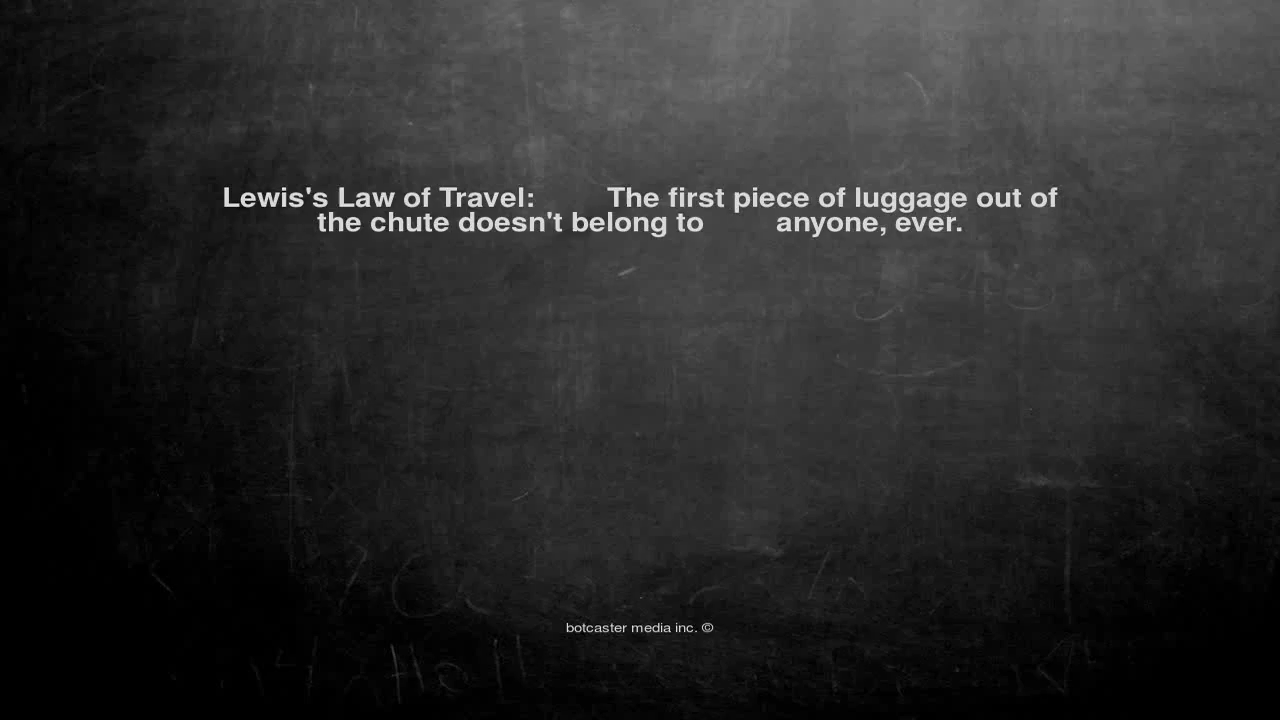 Lewis's Law of Travel: The first piece of luggage out of
the chute doesn't belong to anyone, ever.
botcaster media inc. ©